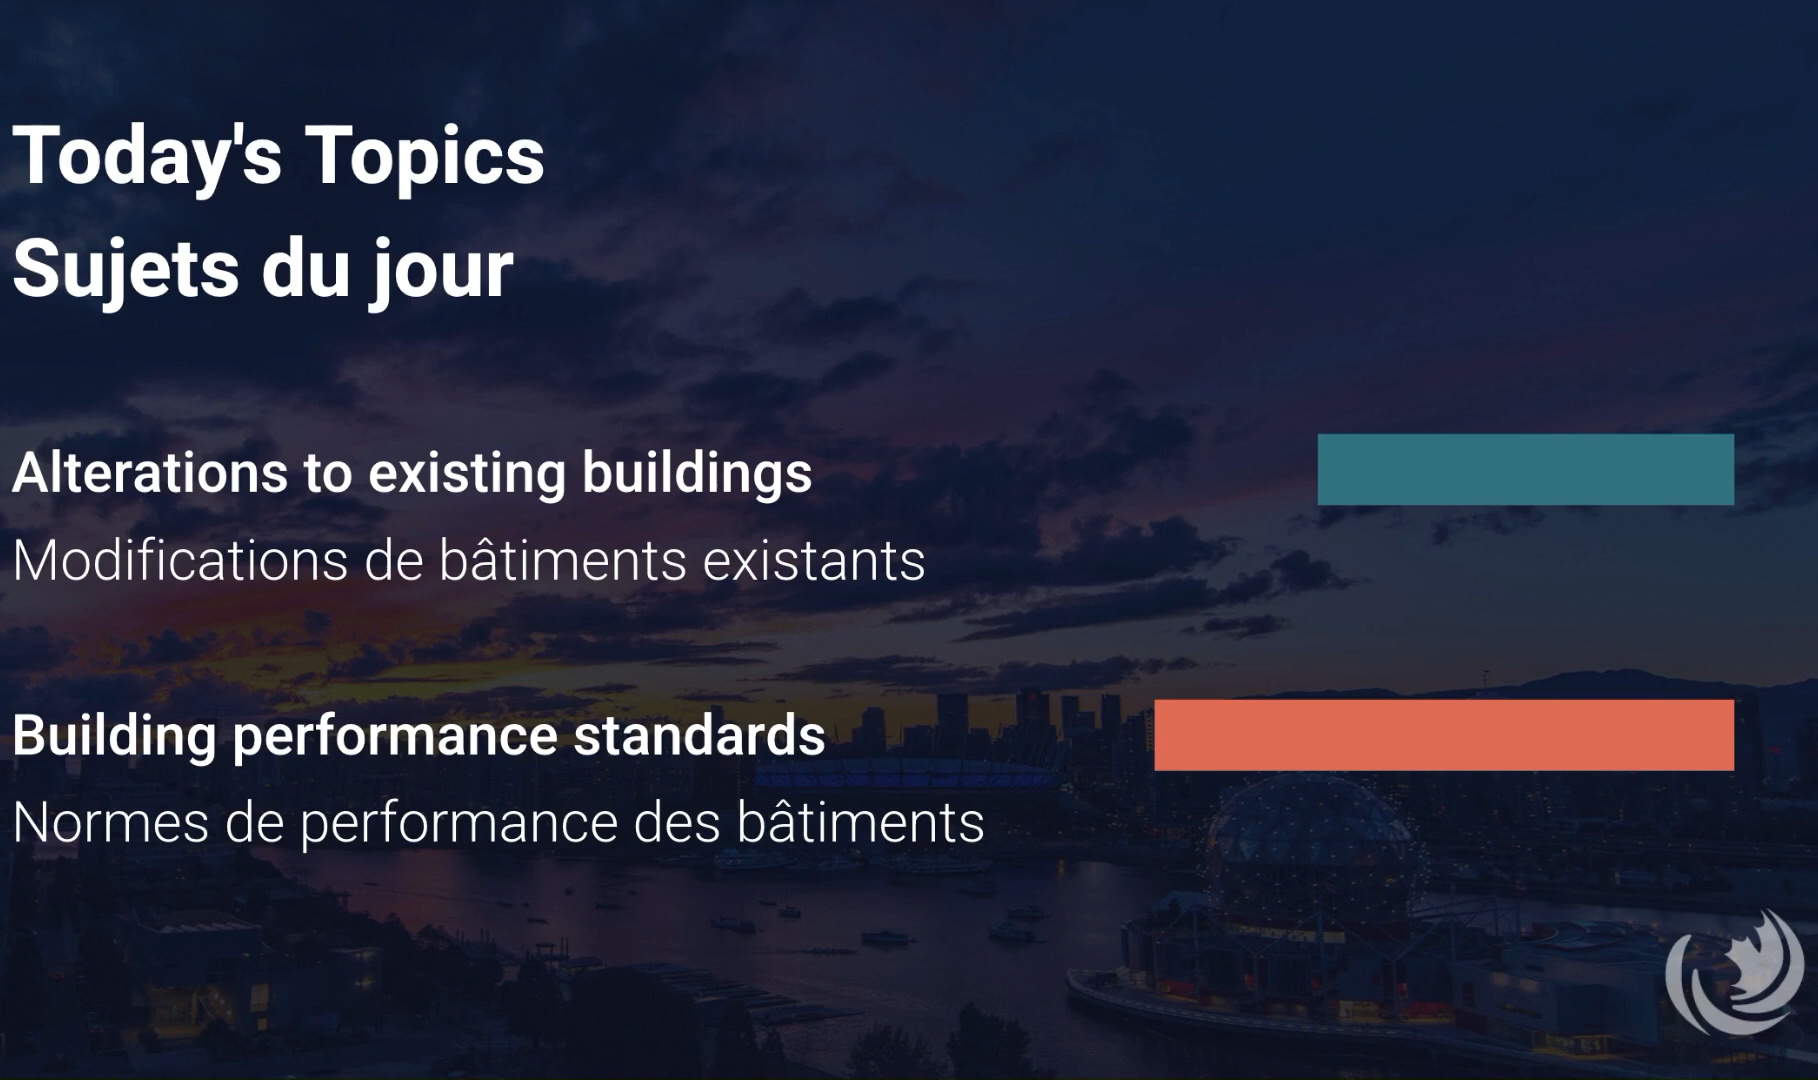 Today's Topics
Sujets du jour
Alterations to existing buildings
Modifications de bâtiments existants
Building performance standards
Normes de performance des bâtiments